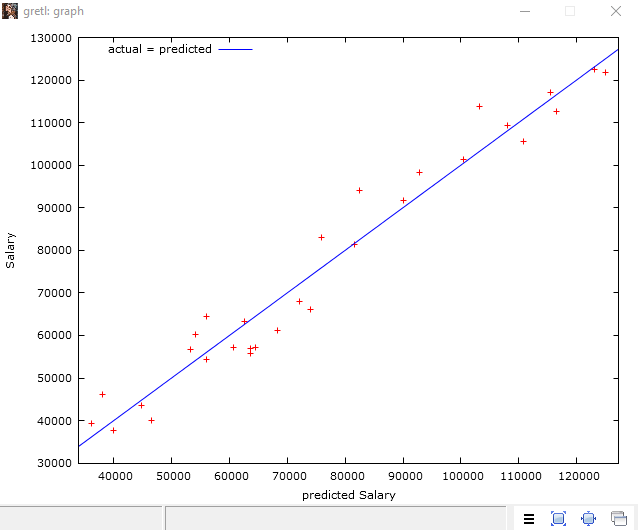 gretl: graph
130000
actual = predicted
120000
110000
100000
90000
80000
Salary
70000
60000
50000
40000
30000
40000 50000 60000 70000 80000 90000 100000 110000 120000
predicted Salary